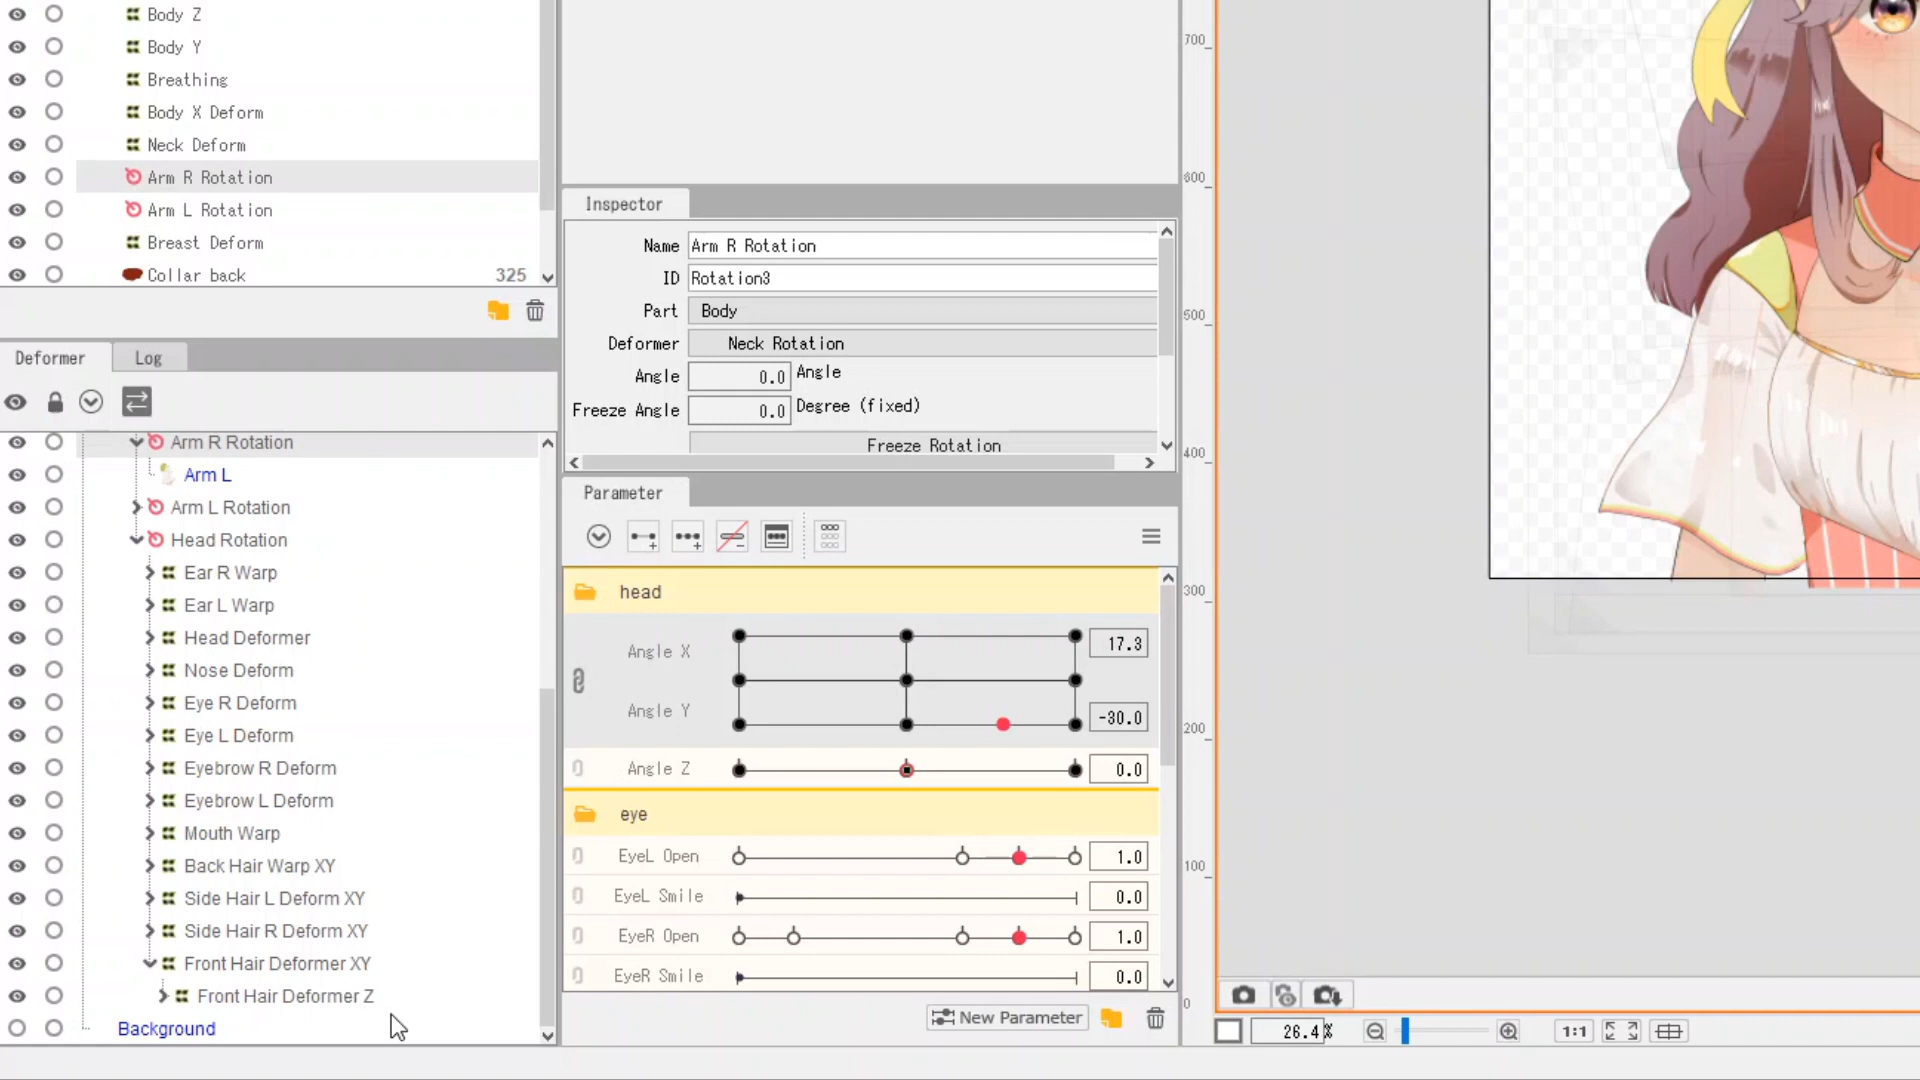 Body Z
Body Y
Breathing
Body X Deform
Neck Deform
Arm R Rotation
Arm L Rotation
Breast Deform
Collar back 325
Deformer Log
Arm R Rotation
Arm L
Arm L Rotation
Head Rotation
Ear R Warp
Ear L Warp
Head Deformer
Nose Deform
Eye R Deform
Eye L Deform
Eyebrow R Deform
Eyebrow L Deform
Mouth Warp
Back Hair Warp XY
Side Hair L Deform XY
Side Hair R Deform XY
Front Hair Deformer XY
Front Hair Deformer Z
Background
Inspector
Name Arm R Rotation
ID Rotation3
Part Body
Deformer Neck Rotation
Angle 0.0 Angle
Freeze Angle 0.0 Degree (fixed)
Freeze Rotation
Parameter
head
Angle X 17.3
Angle Y -30.0
Angle Z 0.0
eye
EyeL Open 1.0
EyeL Smile 0.0
EyeR Open 1.0
EyeR Smile 0.0
New Parameter
700
600
500
400
300
200
100
0
26.4%
1:1